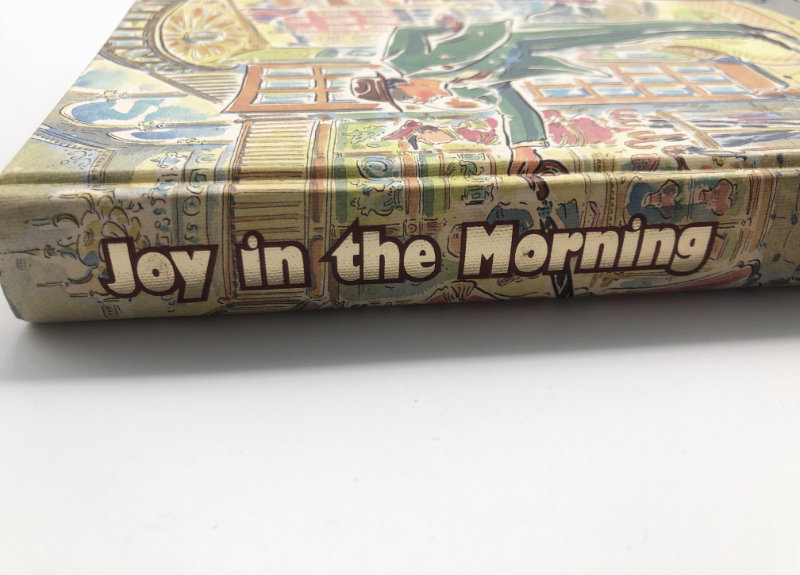 Joy in the Morning